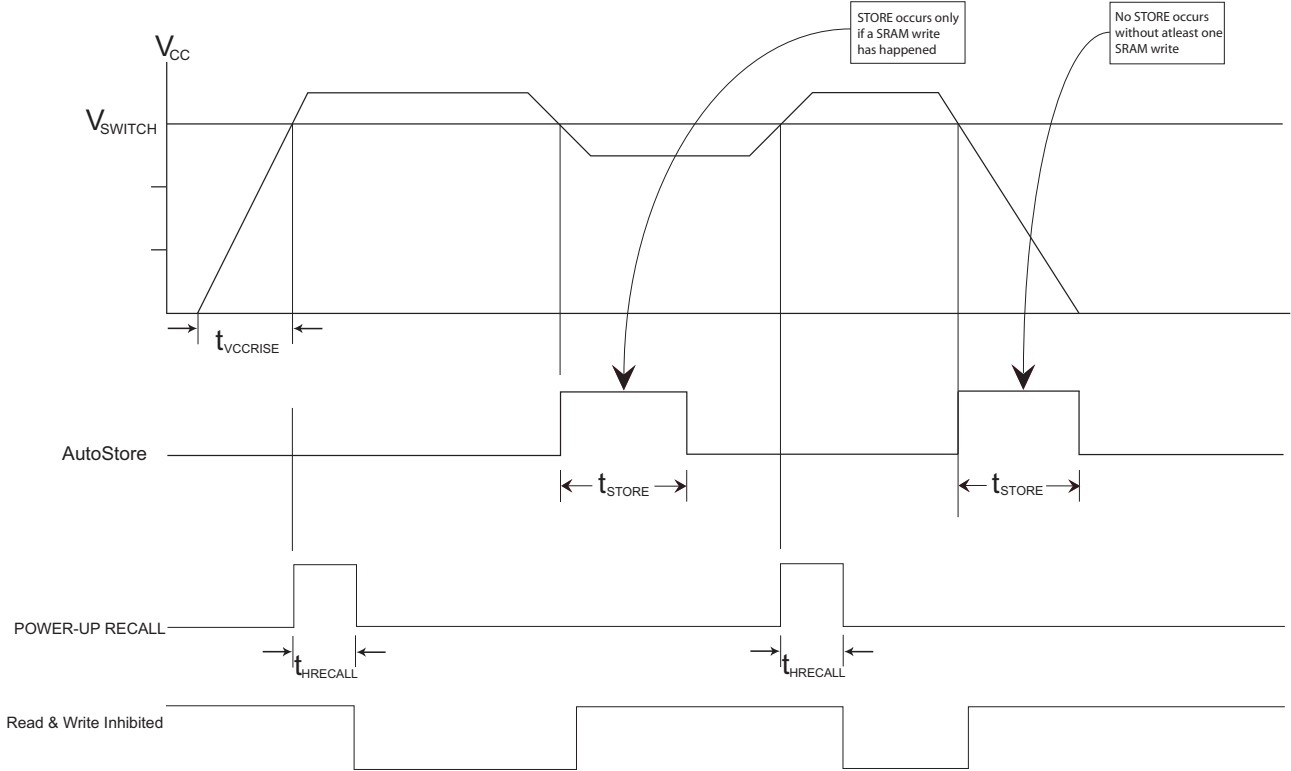 STORE occurs only
if a SRAM write
has happened
No STORE occurs
without atleast one
SRAM write
VCC
VSWITCH
tVCCRISE
AutoStore
tSTORE
tSTORE
POWER-UP RECALL
tHRECALL
tHRECALL
Read & Write Inhibited